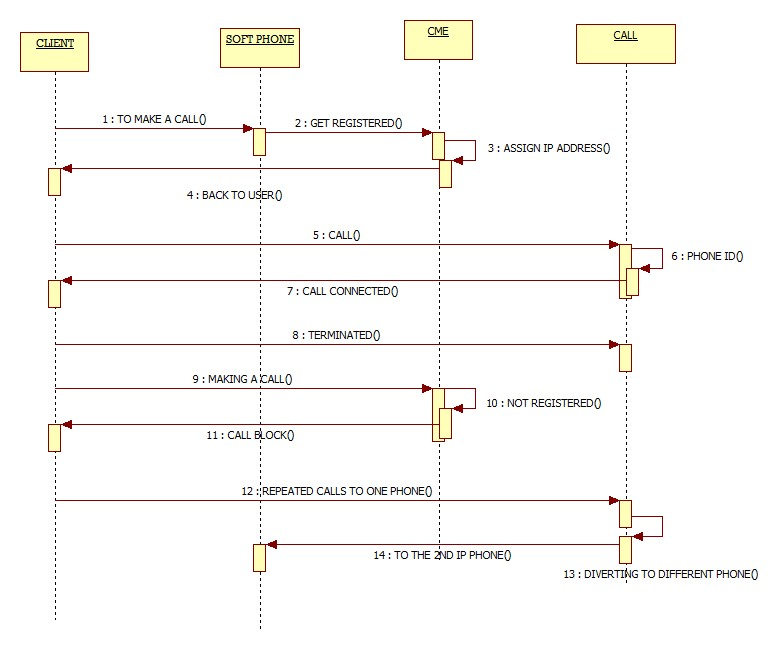 CLIENT
SOFT PHONE
CME
CALL
1 : TO MAKE A CALL()
2 : GET REGISTERED()
3 : ASSIGN IP ADDRESS()
4 : BACK TO USER()
5 : CALL()
6 : PHONE ID()
7 : CALL CONNECTED()
8 : TERMINATED()
9 : MAKING A CALL()
10 : NOT REGISTERED()
11 : CALL BLOCK()
12 : REPEATED CALLS TO ONE PHONE()
14 : TO THE 2ND IP PHONE()
13 : DIVERTING TO DIFFERENT PHONE()